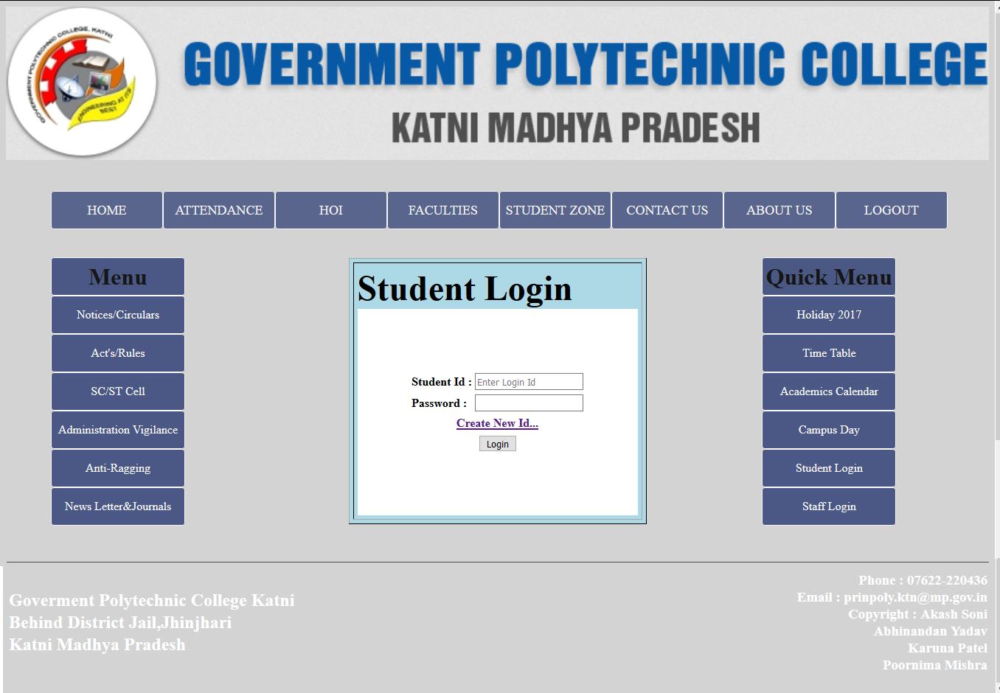 GOVERNMENT POLYTECHNIC COLLEGE, KATNI
ENGINEERING AT ITS
BEST
GOVERNMENT POLYTECHNIC COLLEGE
KATNI MADHYA PRADESH
HOME ATTENDANCE HOI FACULTIES STUDENT ZONE CONTACT US ABOUT US LOGOUT
Menu
Notices/Circulars
Act's/Rules
SC/ST Cell
Administration Vigilance
Anti-Ragging
News Letter&Journals
Student Login
Student Id : Enter Login Id
Password :
Create New Id...
Login
Quick Menu
Holiday 2017
Time Table
Academics Calendar
Campus Day
Student Login
Staff Login
Goverment Polytechnic College Katni
Behind District Jail,Jhinjhari
Katni Madhya Pradesh
Phone : 07622-220436
Email : prinpoly.ktn@mp.gov.in
Copyright : Akash Soni
Abhinandan Yadav
Karuna Patel
Poornima Mishra